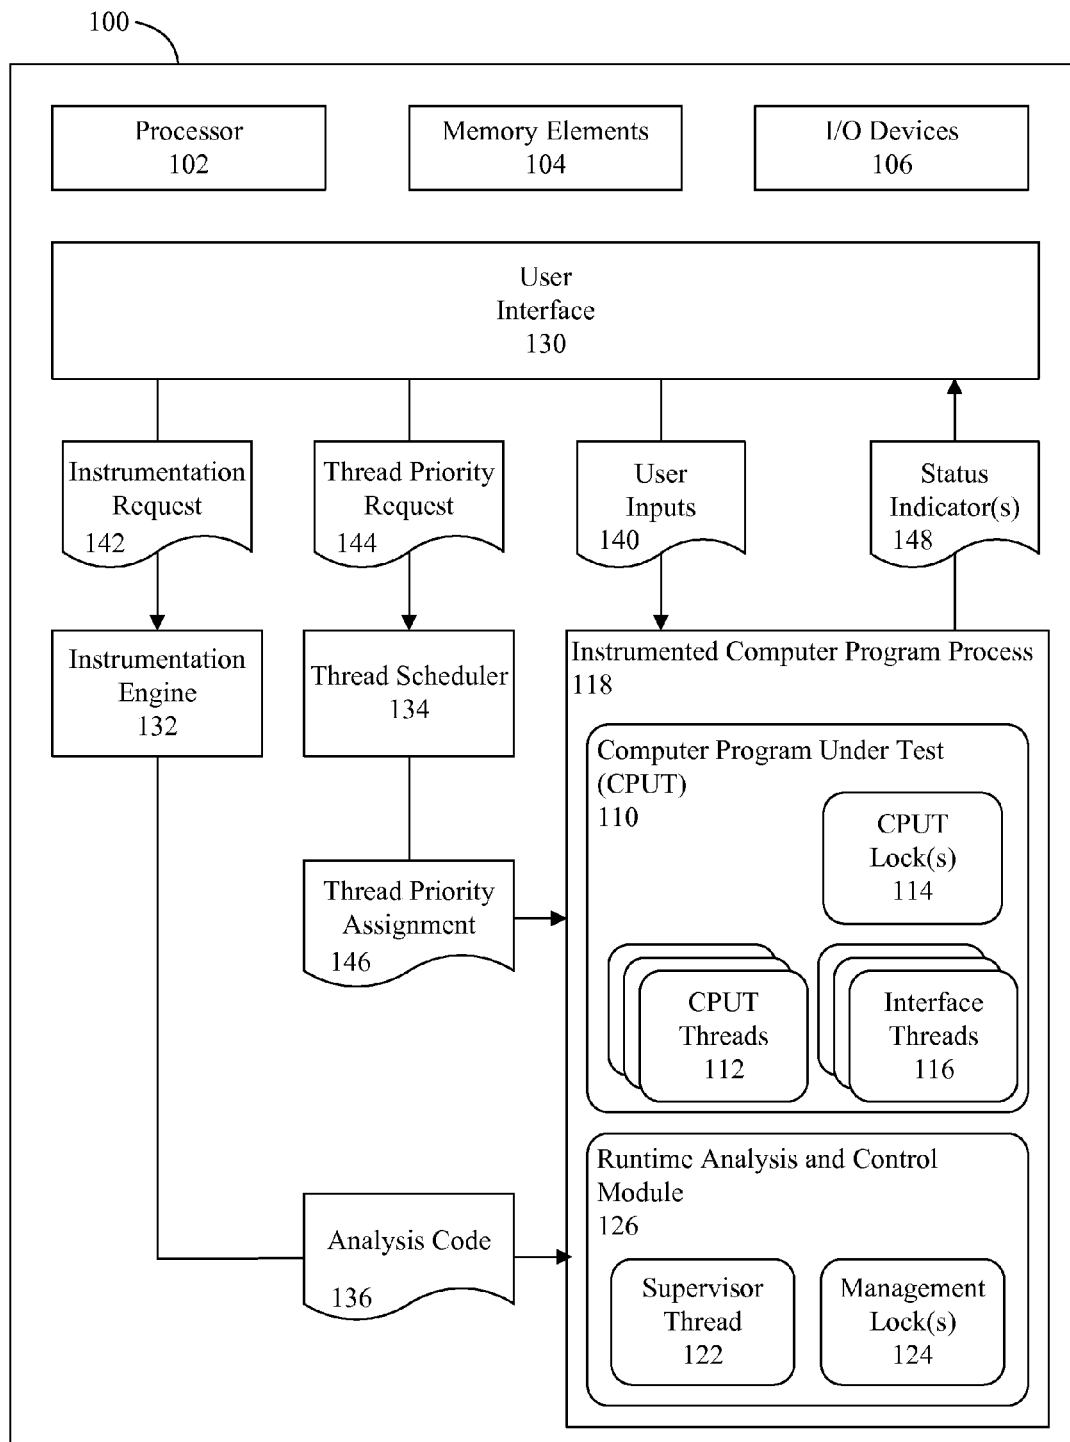 100
Processor
102
Memory Elements
104
I/O Devices
106
User
Interface
130
Instrumentation
Request
142
Thread Priority
Request
144
User
Inputs
140
Status
Indicator(s)
148
Instrumentation
Engine
132
Thread Scheduler
134
Instrumented Computer Program Process
118
Computer Program Under Test
(CPUT)
110
CPUT
Lock(s)
114
Thread Priority
Assignment
146
CPUT
Threads
112
Interface
Threads
116
Runtime Analysis and Control
Module
126
Analysis Code
136
Supervisor
Thread
122
Management
Lock(s)
124